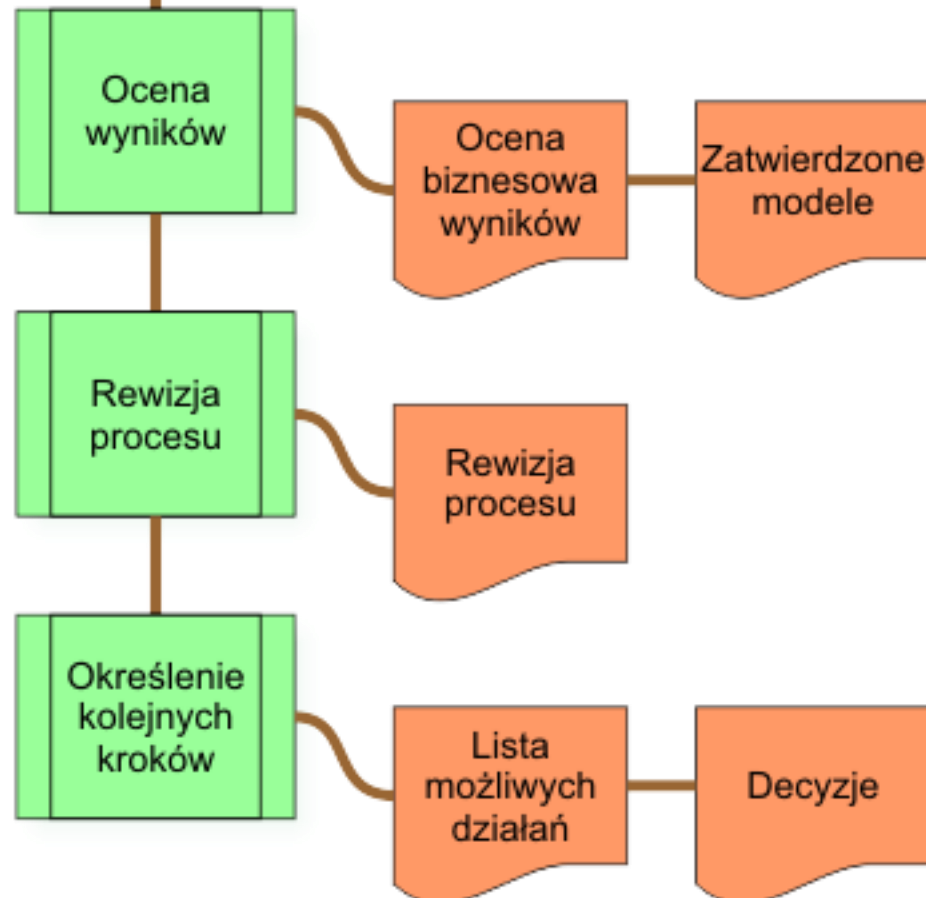 Ocena
wyników
Ocena
biznesowa
wyników
Zatwierdzone
modele
Rewizja
procesu
Rewizja
procesu
Określenie
kolejnych
kroków
Lista
możliwych
działań
Decyzje